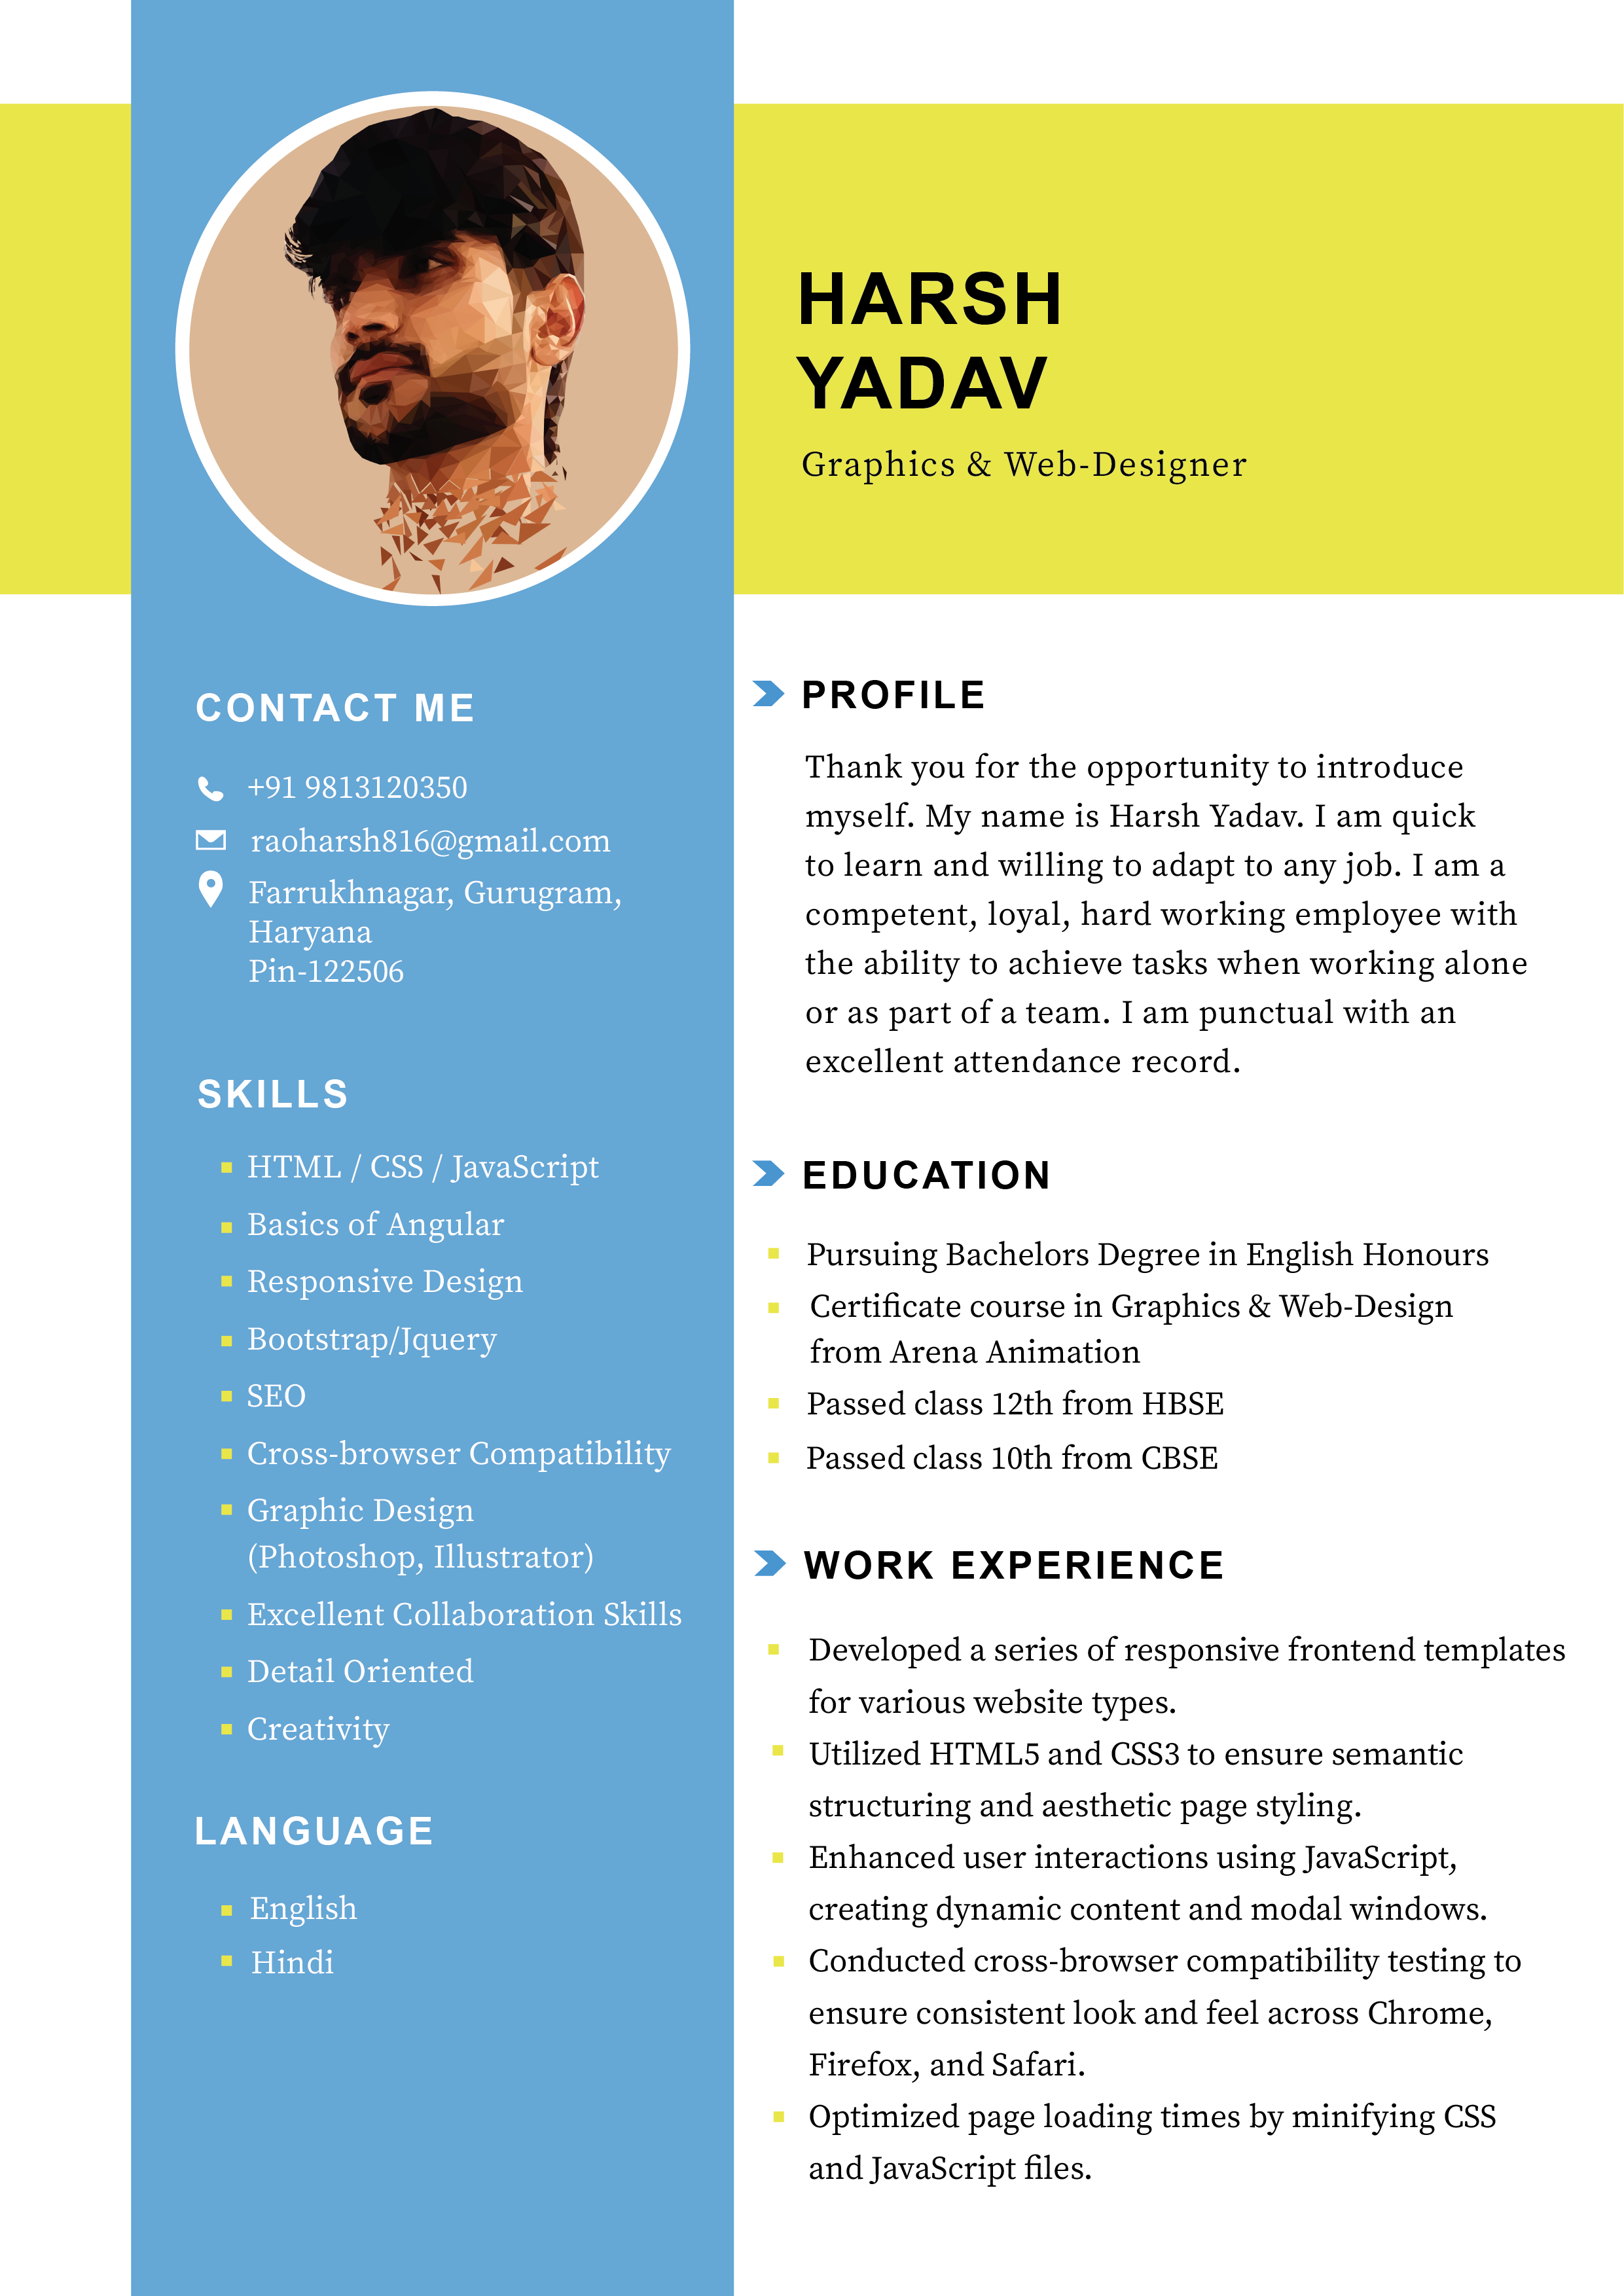 HARSH
YADAV
Graphics & Web-Designer
CONTACT ME
+91 9813120350
raoharsh816@gmail.com
Farrukhnagar, Gurugram,
Haryana
Pin-122506
SKILLS
HTML / CSS / JavaScript
Basics of Angular
Responsive Design
Bootstrap/Jquery
SEO
Cross-browser Compatibility
Graphic Design
(Photoshop, Illustrator)
Excellent Collaboration Skills
Detail Oriented
Creativity
LANGUAGE
English
Hindi
PROFILE
Thank you for the opportunity to introduce
myself. My name is Harsh Yadav. I am quick
to learn and willing to adapt to any job. I am a
competent, loyal, hard working employee with
the ability to achieve tasks when working alone
or as part of a team. I am punctual with an
excellent attendance record.
EDUCATION
Pursuing Bachelors Degree in English Honours
Certificate course in Graphics & Web-Design
from Arena Animation
Passed class 12th from HBSE
Passed class 10th from CBSE
WORK EXPERIENCE
Developed a series of responsive frontend templates
for various website types.
Utilized HTML5 and CSS3 to ensure semantic
structuring and aesthetic page styling.
Enhanced user interactions using JavaScript,
creating dynamic content and modal windows.
Conducted cross-browser compatibility testing to
ensure consistent look and feel across Chrome,
Firefox, and Safari.
Optimized page loading times by minifying CSS
and JavaScript files.